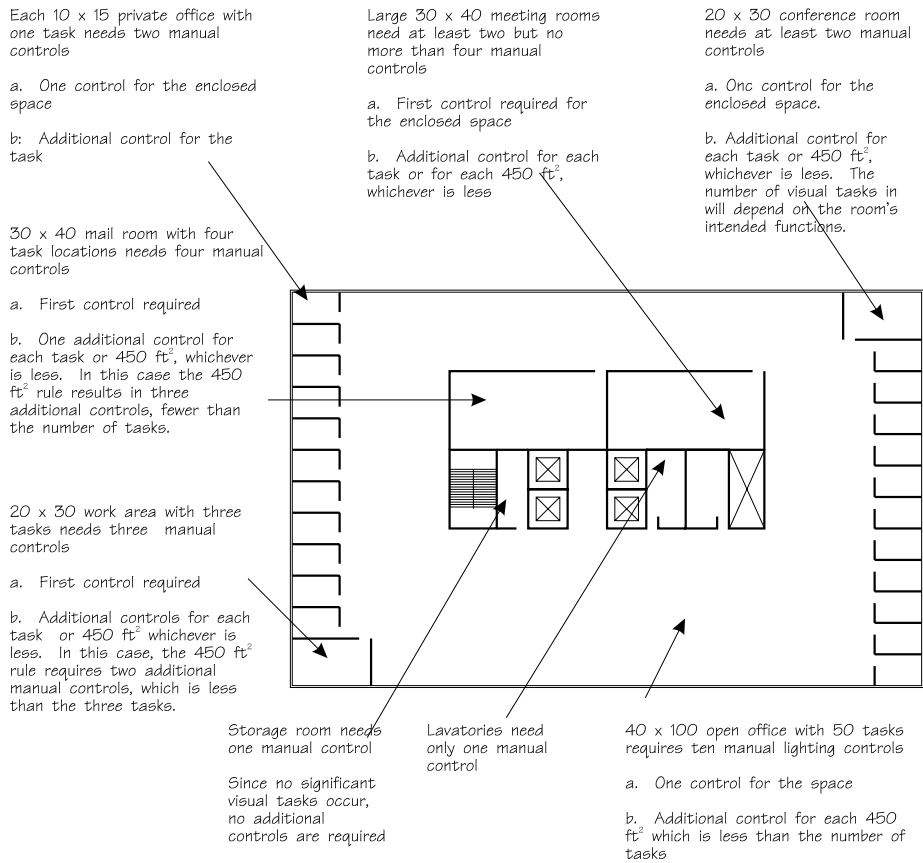 Each 10 x 15 private office with
one task needs two manual
controls
a. One control for the enclosed
space
b: Additional control for the
task
Large 30 x 40 meeting rooms
need at least two but no
more than four manual
controls
a. First control required for
the enclosed space
b. Additional control for each
task or for each 450 ft²,
whichever is less
20 x 30 conference room
needs at least two manual
controls
a. Onc control for the
enclosed space.
b. Additional control for
each task or 450 ft²,
whichever is less. The
number of visual tasks in
will depend on the room's
intended functions.
30 x 40 mail room with four
task locations needs four manual
controls
a. First control required
b. One additional control for
each task or 450 ft², whichever
is less. In this case the 450
ft² rule results in three
additional controls, fewer than
the number of tasks.
20 x 30 work area with three
tasks needs three manual
controls
a. First control required
b. Additional controls for each
task or 450 ft² whichever is
less. In this case, the 450 ft²
rule requires two additional
manual controls, which is less
than the three tasks.
Storage room needs
one manual control
Since no significant
visual tasks occur,
no additional
controls are required
Lavatories need
only one manual
control
40 x 100 open office with 50 tasks
requires ten manual lighting controls
a. One control for the space
b. Additional control for each 450
ft² which is less than the number of
tasks